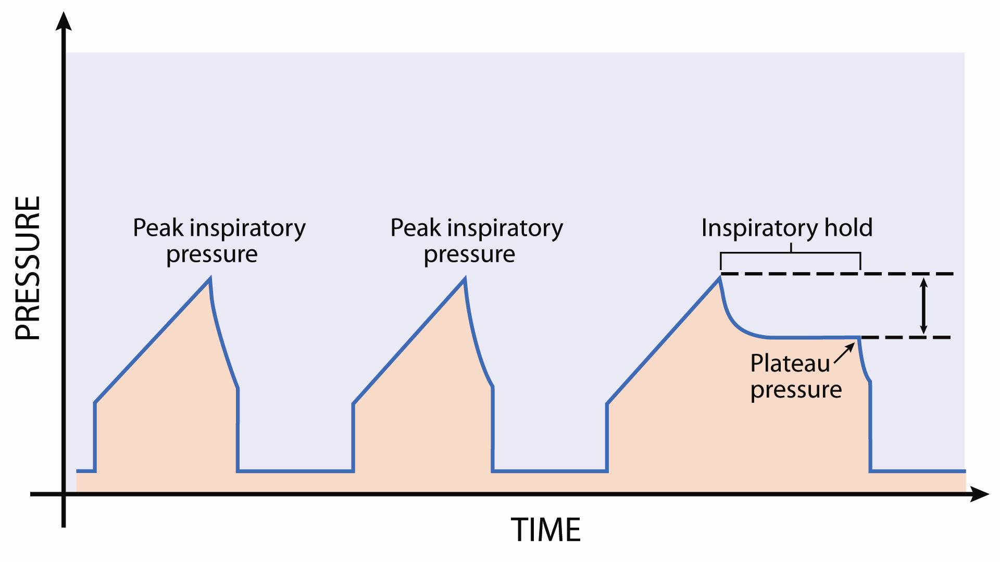 PRESSURE
Peak inspiratory
pressure
Peak inspiratory
pressure
Inspiratory hold
Plateau
pressure
TIME